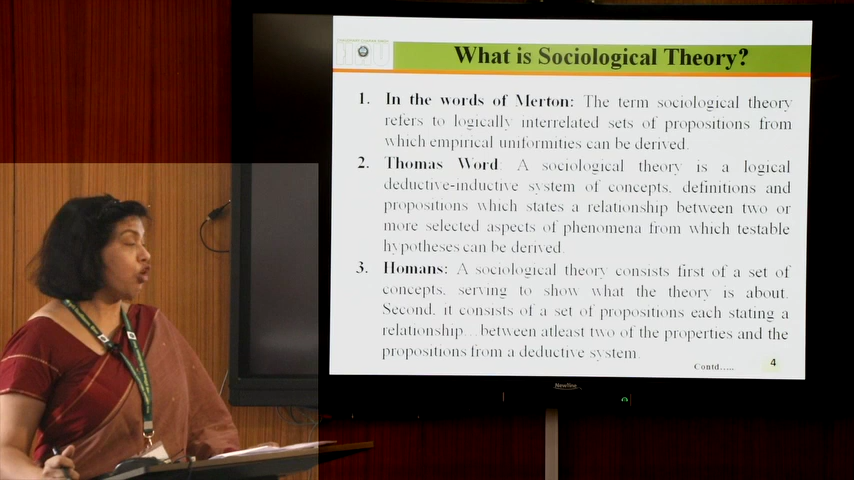 What is Sociological Theory?
1. In the words of Merton: The term sociological theory
refers to logically interrelated sets of propositions from
which empirical uniformities can be derived.
2. Thomas Word: A sociological theory is a logical
deductive-inductive system of concepts, definitions and
propositions which states a relationship between two or
more selected aspects of phenomena from which testable
hypotheses can be derived.
3. Homans: A sociological theory consists first of a set of
concepts, serving to show what the theory is about.
Second, it consists of a set of propositions each stating a
relationship... between atleast two of the properties and the
propositions from a deductive system.
Contd.....
4
Newline